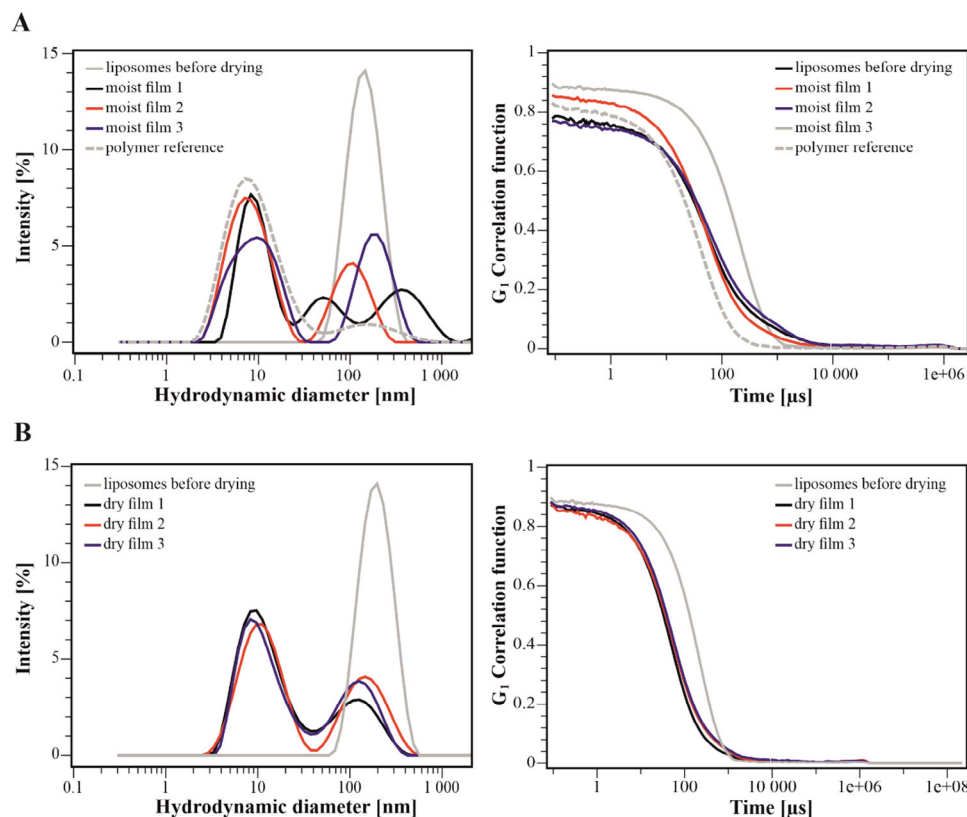 A
15
10
5
0
Intensity [%]
liposomes before drying
moist film 1
moist film 2
moist film 3
polymer reference
0.1
1
10
100
1 000
Hydrodynamic diameter [nm]
1
0.8
0.6
0.4
0.2
0
G₁ Correlation function
liposomes before drying
moist film 1
moist film 2
moist film 3
polymer reference
1
100
10 000
1e+06
Time [µs]
B
15
10
5
0
Intensity [%]
liposomes before drying
dry film 1
dry film 2
dry film 3
0.1
1
10
100
1 000
Hydrodynamic diameter [nm]
1
0.8
0.6
0.4
0.2
0
G₁ Correlation function
liposomes before drying
dry film 1
dry film 2
dry film 3
1
100
10 000
1e+06
1e+08
Time [µs]